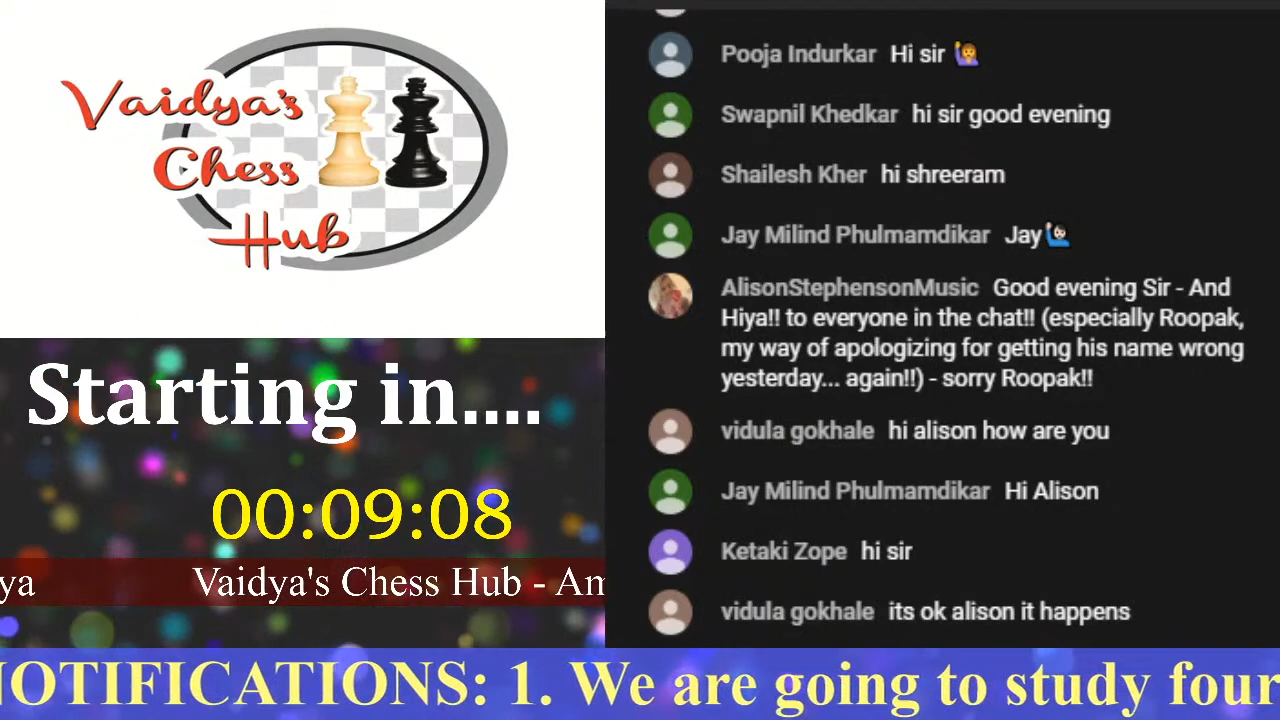 Vaidya's
Chess
Hub
Starting in....
00:09:08
ya Vaidya's Chess Hub - Am
Pooja Indurkar Hi sir 🙋‍♀️
Swapnil Khedkar hi sir good evening
Shailesh Kher hi shreeram
Jay Milind Phulmamdikar Jay🙋🏻‍♂️
AlisonStephensonMusic Good evening Sir - And
Hiya!! to everyone in the chat!! (especially Roopak,
my way of apologizing for getting his name wrong
yesterday... again!!) - sorry Roopak!!
vidula gokhale hi alison how are you
Jay Milind Phulmamdikar Hi Alison
Ketaki Zope hi sir
vidula gokhale its ok alison it happens
NOTIFICATIONS: 1. We are going to study four